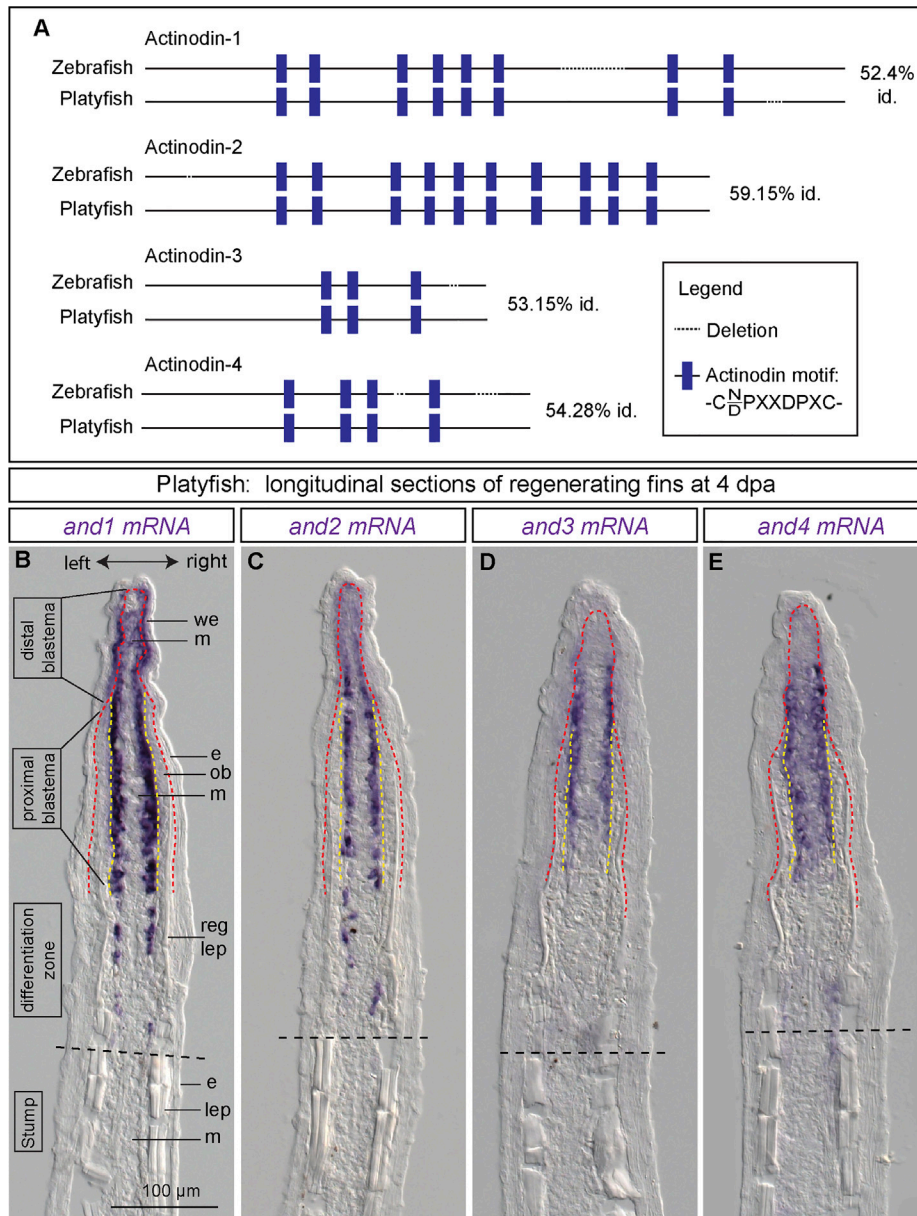 A
Actinodin-1
Zebrafish
Platyfish
52.4%
id.
Actinodin-2
Zebrafish
Platyfish
59.15% id.
Actinodin-3
Zebrafish
Platyfish
53.15% id.
Actinodin-4
Zebrafish
Platyfish
54.28% id.
Legend
Deletion
Actinodin motif:
-C N/D PXXDPXC-
Platyfish: longitudinal sections of regenerating fins at 4 dpa
and1 mRNA
and2 mRNA
and3 mRNA
and4 mRNA
B
left
right
C
D
E
distal
blastema
we
m
proximal
blastema
e
ob
m
differentiation
zone
reg
lep
Stump
e
lep
m
100 µm